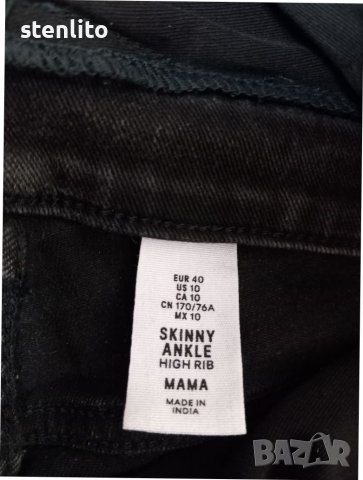 stenlito
EUR 40
US 10
CA 10
CN 170/76A
MX 10
SKINNY
ANKLE
HIGH RIB
MAMA
MADE IN
INDIA
BAZAR